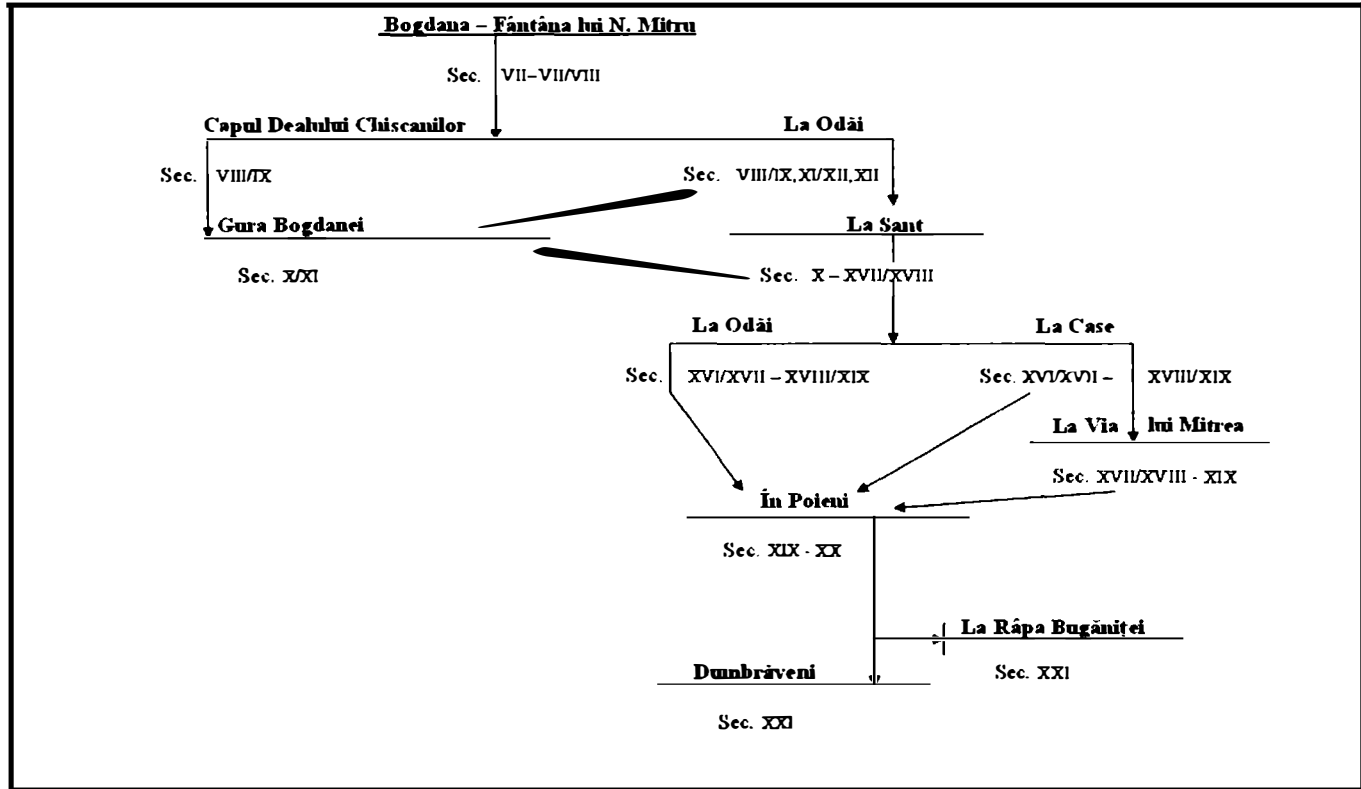 Bogdana – Fántâna lui N. Mitru
Sec. VII–VII/VIII
Capul Dealului Chiscanilor
La Odăi
Sec. VIII/IX
Sec. VIII/IX, XI/XII, XII
Gura Bogdanei
La Sant
Sec. X/XI
Sec. X – XVII/XVIII
La Odăi
La Case
Sec. XVI/XVII – XVIII/XIX
Sec. XVI/XVII – XVIII/XIX
La Via lui Mitrea
Sec. XVII/XVIII - XIX
În Poieni
Sec. XIX - XX
La Râpa Bugăniței
Dumbrăveni
Sec. XXI
Sec. XXI